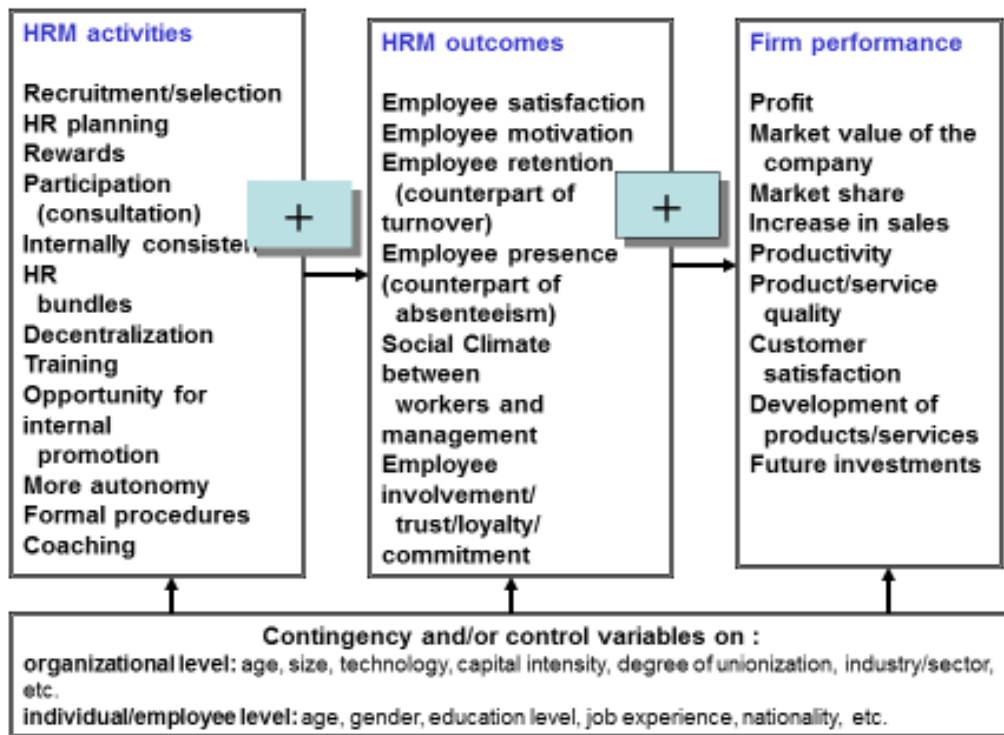 HRM activities
Recruitment/selection
HR planning
Rewards
Participation
(consultation)
Internally consisten
HR
bundles
Decentralization
Training
Opportunity for
internal
promotion
More autonomy
Formal procedures
Coaching
+
HRM outcomes
Employee satisfaction
Employee motivation
Employee retention
(counterpart of
turnover)
Employee presence
(counterpart of
absenteeism)
Social Climate
between
workers and
management
Employee
involvement/
trust/loyalty/
commitment
+
Firm performance
Profit
Market value of the
company
Market share
Increase in sales
Productivity
Product/service
quality
Customer
satisfaction
Development of
products/services
Future investments
Contingency and/or control variables on :
organizational level: age, size, technology, capital intensity, degree of unionization, industry/sector,
etc.
individual/employee level: age, gender, education level, job experience, nationality, etc.